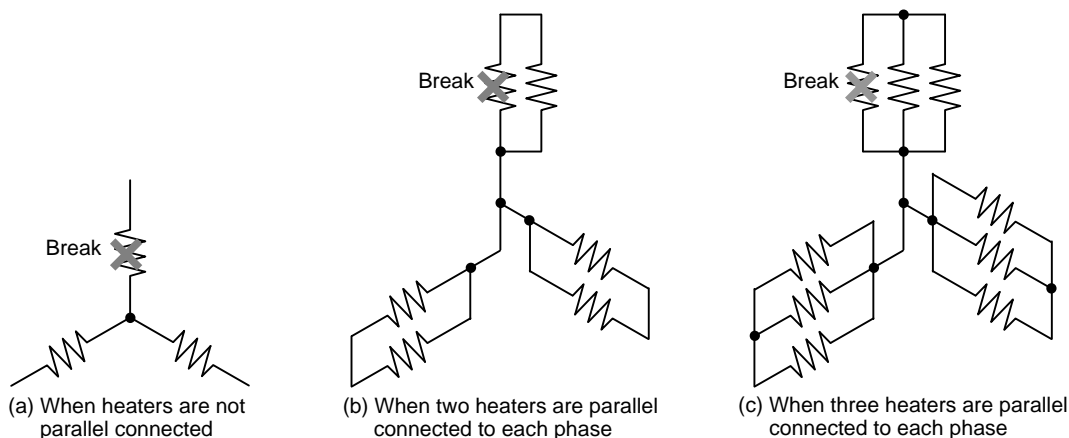 Break
Break
Break
(a) When heaters are not
parallel connected
(b) When two heaters are parallel
connected to each phase
(c) When three heaters are parallel
connected to each phase